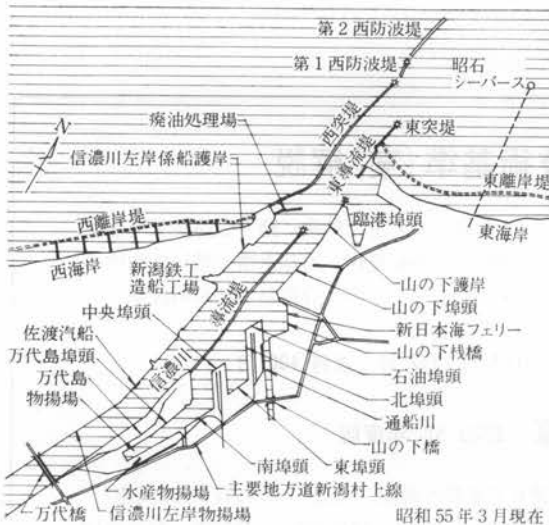 第2西防波堤
第1西防波堤
昭石
シーバース
廃油処理場
西突堤
東突堤
信濃川左岸係船護岸
東導流堤
N
東離岸堤
西離岸堤
臨港埠頭
東海岸
西海岸
新潟鉄工
造船工場
山の下護岸
中央埠頭
導流堤
山の下埠頭
佐渡汽船
新日本海フェリー
万代島埠頭
信濃川
山の下桟橋
万代島
物揚場
石油埠頭
北埠頭
通船川
山の下橋
南埠頭
東埠頭
水産物揚場
主要地方道新潟村上線
万代橋
信濃川左岸物揚場
昭和55年3月現在